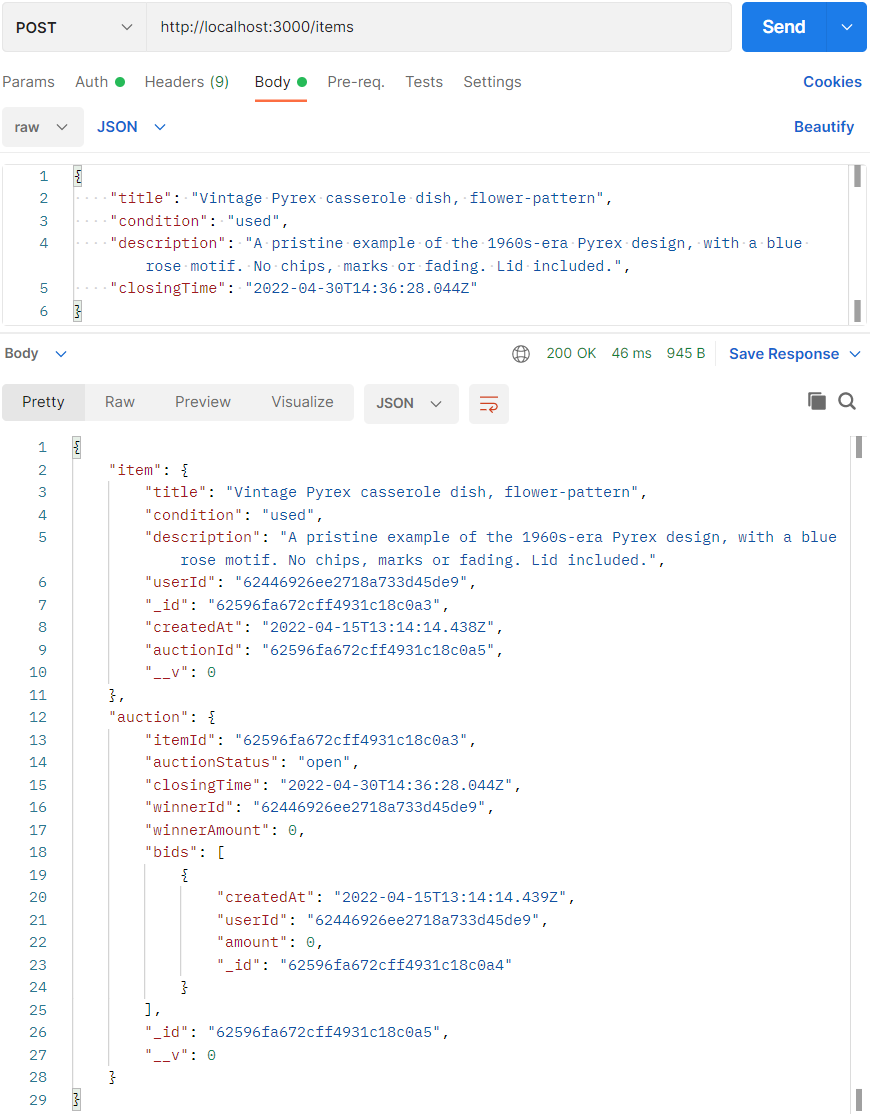 POST http://localhost:3000/items Send
Params Auth Headers (9) Body Pre-req. Tests Settings Cookies
raw JSON Beautify
1 {
2 "title": "Vintage Pyrex casserole dish, flower-pattern",
3 "condition": "used",
4 "description": "A pristine example of the 1960s-era Pyrex design, with a blue
rose motif. No chips, marks or fading. Lid included.",
5 "closingTime": "2022-04-30T14:36:28.044Z"
6 }
Body 200 OK 46 ms 945 B Save Response
Pretty Raw Preview Visualize JSON
1 {
2 "item": {
3 "title": "Vintage Pyrex casserole dish, flower-pattern",
4 "condition": "used",
5 "description": "A pristine example of the 1960s-era Pyrex design, with a blue
rose motif. No chips, marks or fading. Lid included.",
6 "userId": "62446926ee2718a733d45de9",
7 "_id": "62596fa672cff4931c18c0a3",
8 "createdAt": "2022-04-15T13:14:14.438Z",
9 "auctionId": "62596fa672cff4931c18c0a5",
10 "__v": 0
11 },
12 "auction": {
13 "itemId": "62596fa672cff4931c18c0a3",
14 "auctionStatus": "open",
15 "closingTime": "2022-04-30T14:36:28.044Z",
16 "winnerId": "62446926ee2718a733d45de9",
17 "winnerAmount": 0,
18 "bids": [
19 {
20 "createdAt": "2022-04-15T13:14:14.439Z",
21 "userId": "62446926ee2718a733d45de9",
22 "amount": 0,
23 "_id": "62596fa672cff4931c18c0a4"
24 }
25 ],
26 "_id": "62596fa672cff4931c18c0a5",
27 "__v": 0
28 }
29 }